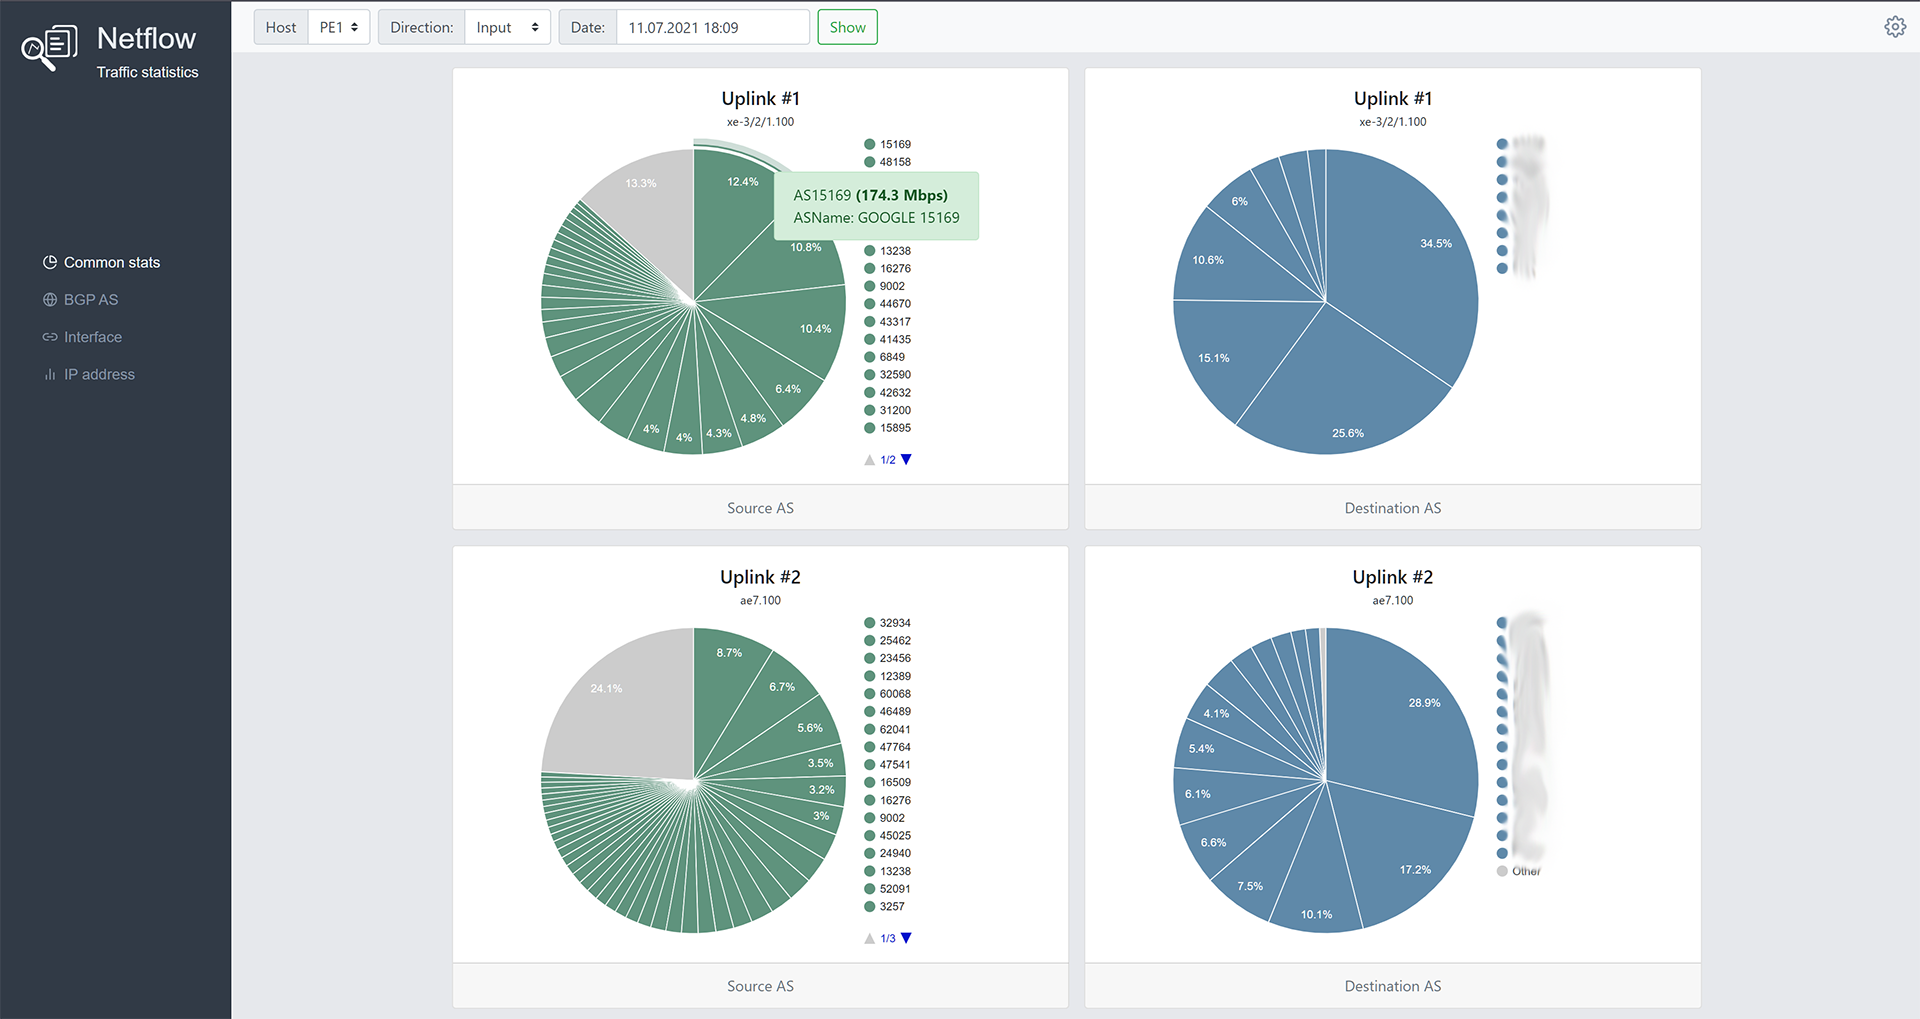 Netflow
Traffic statistics
Common stats
BGP AS
Interface
IP address
Host PE1 Direction: Input Date: 11.07.2021 18:09 Show
Uplink #1
xe-3/2/1.100
13.3%
12.4%
10.8%
10.4%
6.4%
4.8%
4.3%
4%
4%
AS15169 (174.3 Mbps)
ASName: GOOGLE 15169
15169
48158
13238
16276
9002
44670
43317
41435
6849
32590
42632
31200
15895
1/2
Source AS
Uplink #1
xe-3/2/1.100
34.5%
25.6%
15.1%
10.6%
6%
Destination AS
Uplink #2
ae7.100
24.1%
8.7%
6.7%
5.6%
3.5%
3.2%
3%
32934
25462
23456
12389
60068
46489
62041
47764
47541
16509
16276
9002
45025
24940
13238
52091
3257
1/3
Source AS
Uplink #2
ae7.100
28.9%
17.2%
10.1%
7.5%
6.6%
6.1%
5.4%
4.1%
Other
Destination AS